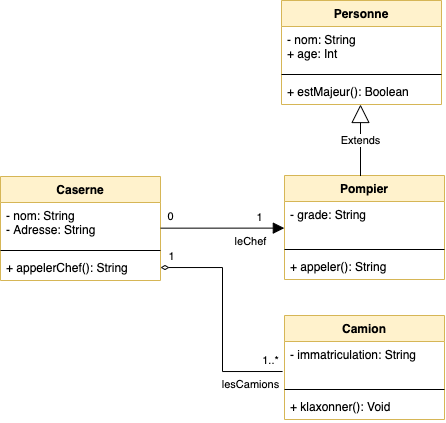 Personne
- nom: String
+ age: Int
+ estMajeur(): Boolean
Extends
Caserne
- nom: String
- Adresse: String
+ appelerChef(): String
0
1
leChef
Pompier
- grade: String
+ appeler(): String
1
1..*
lesCamions
Camion
- immatriculation: String
+ klaxonner(): Void